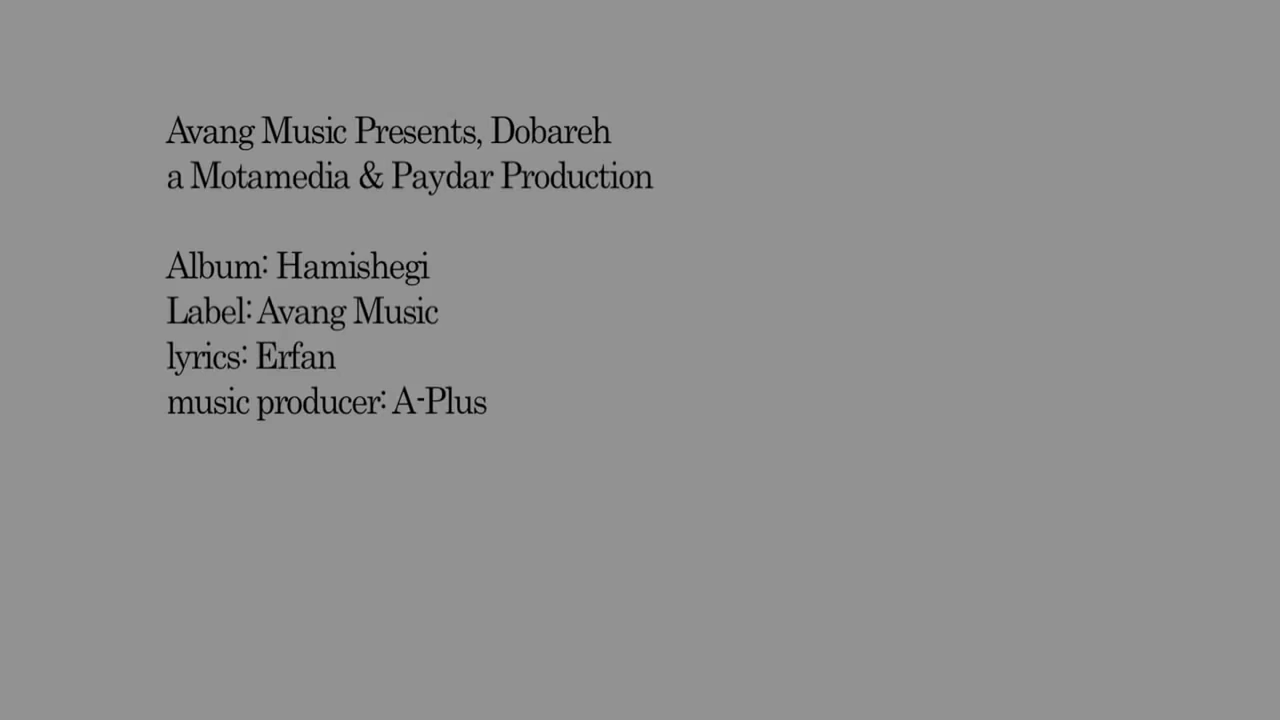 Avang Music Presents, Dobareh
a Motamedia & Paydar Production
Album: Hamishegi
Label: Avang Music
lyrics: Erfan
music producer: A-Plus